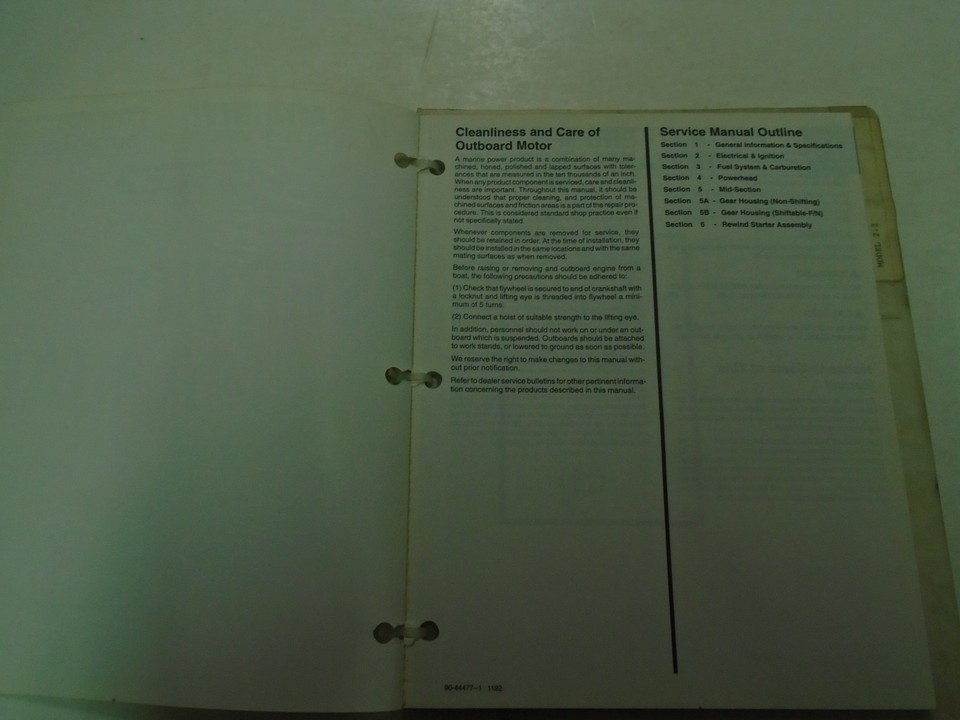 Cleanliness and Care of
Outboard Motor
A marine power product is a combination of many ma-
chined, honed, polished and lapped surfaces with toler-
ances that are measured in the ten thousands of an inch.
When any product component is serviced, care and cleanli-
ness are important. Throughout this manual, it should be
understood that proper cleaning, and protection of ma-
chined surfaces and friction areas is a part of the repair pro-
cedure. This is considered standard shop practice even if
not specifically stated.
Whenever components are removed for service, they
should be retained in order. At the time of installation, they
should be installed in the same locations and with the same
mating surfaces as when removed.
Before raising or removing and outboard engine from a
boat, the following precautions should be adhered to:
(1) Check that flywheel is secured to end of crankshaft with
a locknut and lifting eye is threaded into flywheel a mini-
mum of 5 turns.
(2) Connect a hoist of suitable strength to the lifting eye.
In addition, personnel should not work on or under an out-
board which is suspended. Outboards should be attached
to work stands, or lowered to ground as soon as possible.
We reserve the right to make changes to this manual with-
out prior notification.
Refer to dealer service bulletins for other pertinent informa-
tion concerning the products described in this manual.
90-44477-1
Service Manual Outline
Section 1 - General Information & Specifications
Section 2 - Electrical & Ignition
Section 3 - Fuel System & Carburetion
Section 4 - Powerhead
Section 5 - Mid-Section
Section 5A - Gear Housing (Non-Shifting)
Section 5B - Gear Housing (Shiftable-F/N)
Section 6 - Rewind Starter Assembly
MODEL